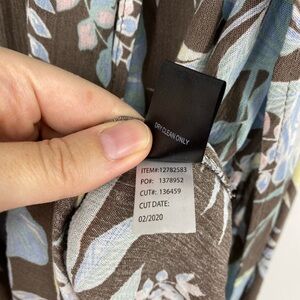 DRY CLEAN ONLY
ITEM#:12782583
PO#: 1378952
CUT#: 136459
CUT DATE:
02/2020